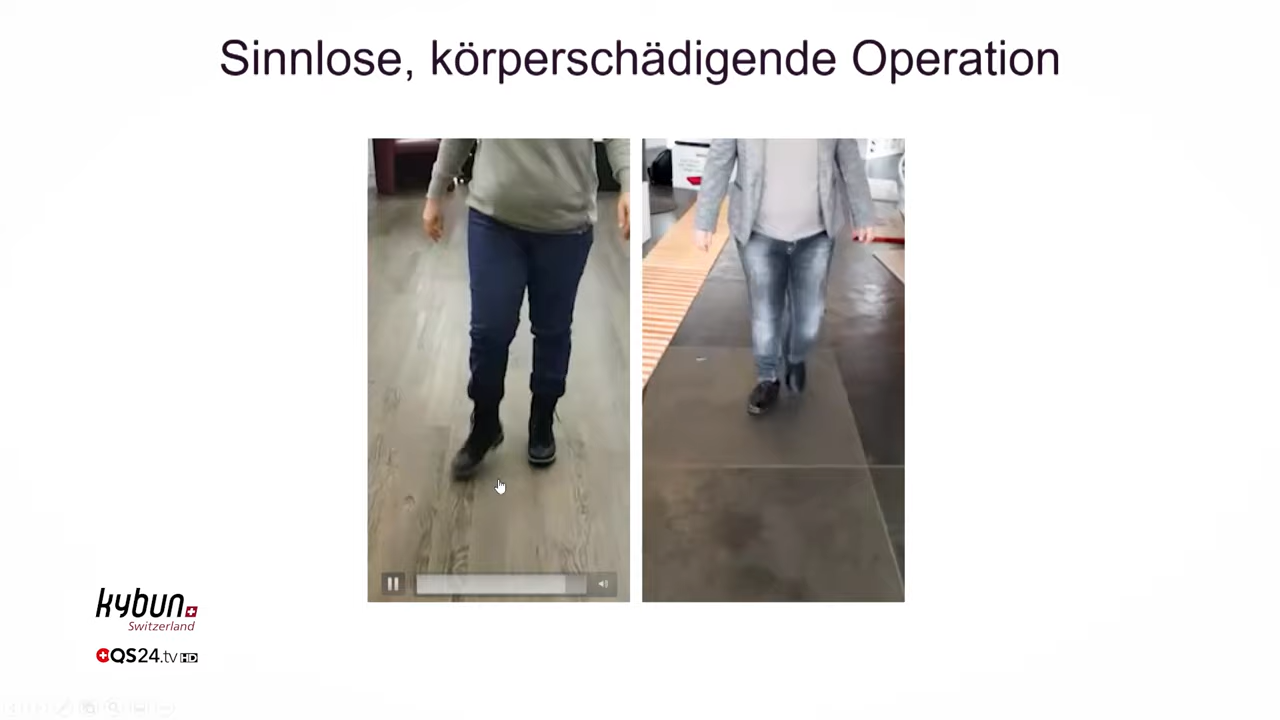 Sinnlose, körperschädigende Operation
kybun
Switzerland
QS24.tv HD